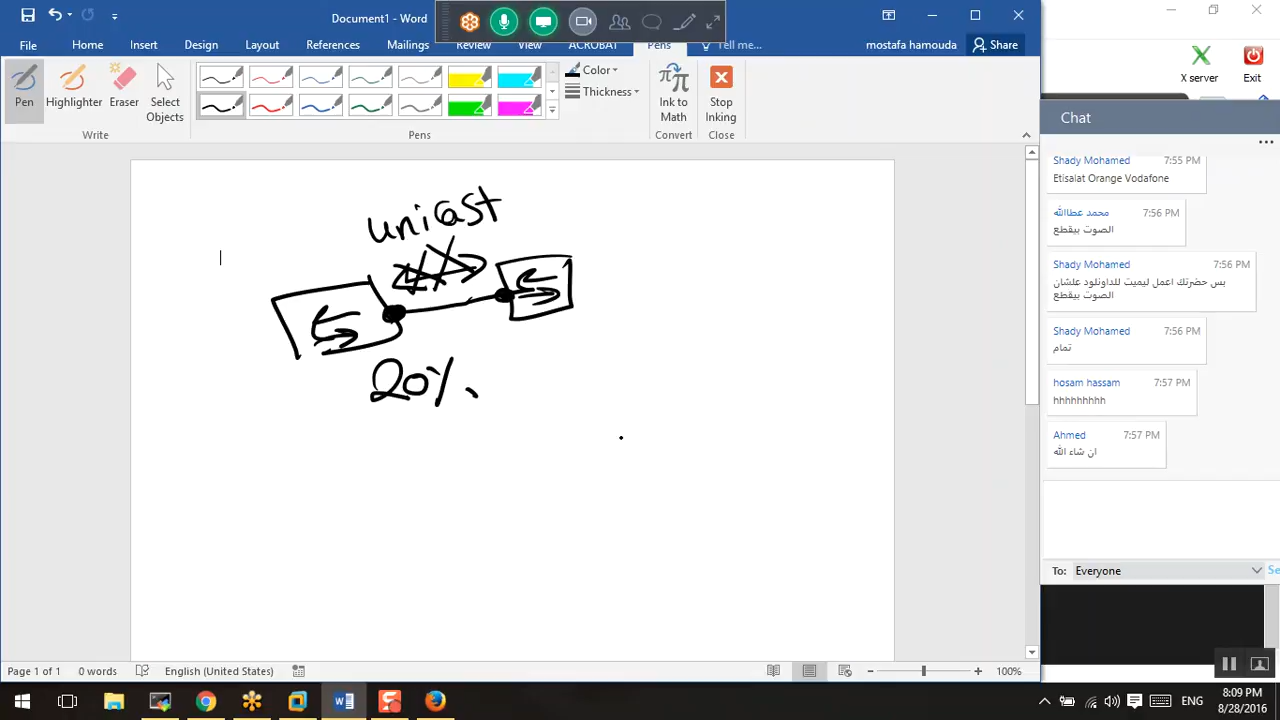 Document1 - Word
File
Home
Insert
Design
Layout
References
Mailings
Review
View
ACROBAT
Pens
Tell me...
mostafa hamouda
Share
Pen
Highlighter
Eraser
Select Objects
Write
Pens
Color
Thickness
Ink to Math
Convert
Stop Inking
Close
X server
Exit
Chat
Shady Mohamed 7:55 PM
Etisalat Orange Vodafone
محمد عطاالله 7:56 PM
الصوت بيقطع
Shady Mohamed 7:56 PM
بس حضرتك اعمل ليميت للداونلود علشان
الصوت بيقطع
Shady Mohamed 7:56 PM
تمام
hosam hassam 7:57 PM
hhhhhhhhh
Ahmed 7:57 PM
ان شاء الله
To: Everyone
Se
unicast
20%
Page 1 of 1
0 words
English (United States)
100%
ENG
8:09 PM
8/28/2016